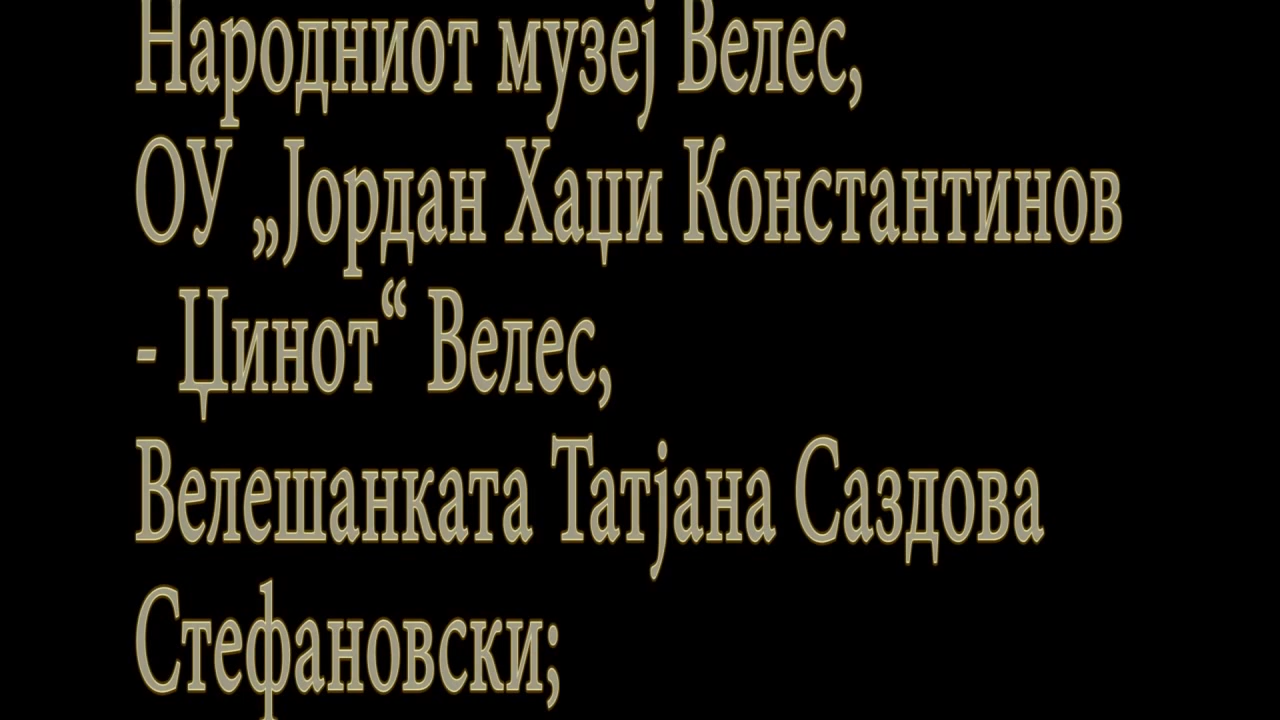 Народниот музеј Велес,
ОУ „Јордан Хаџи Константинов
- Џинот“ Велес,
Велешанката Татјана Саздова
Стефановски;